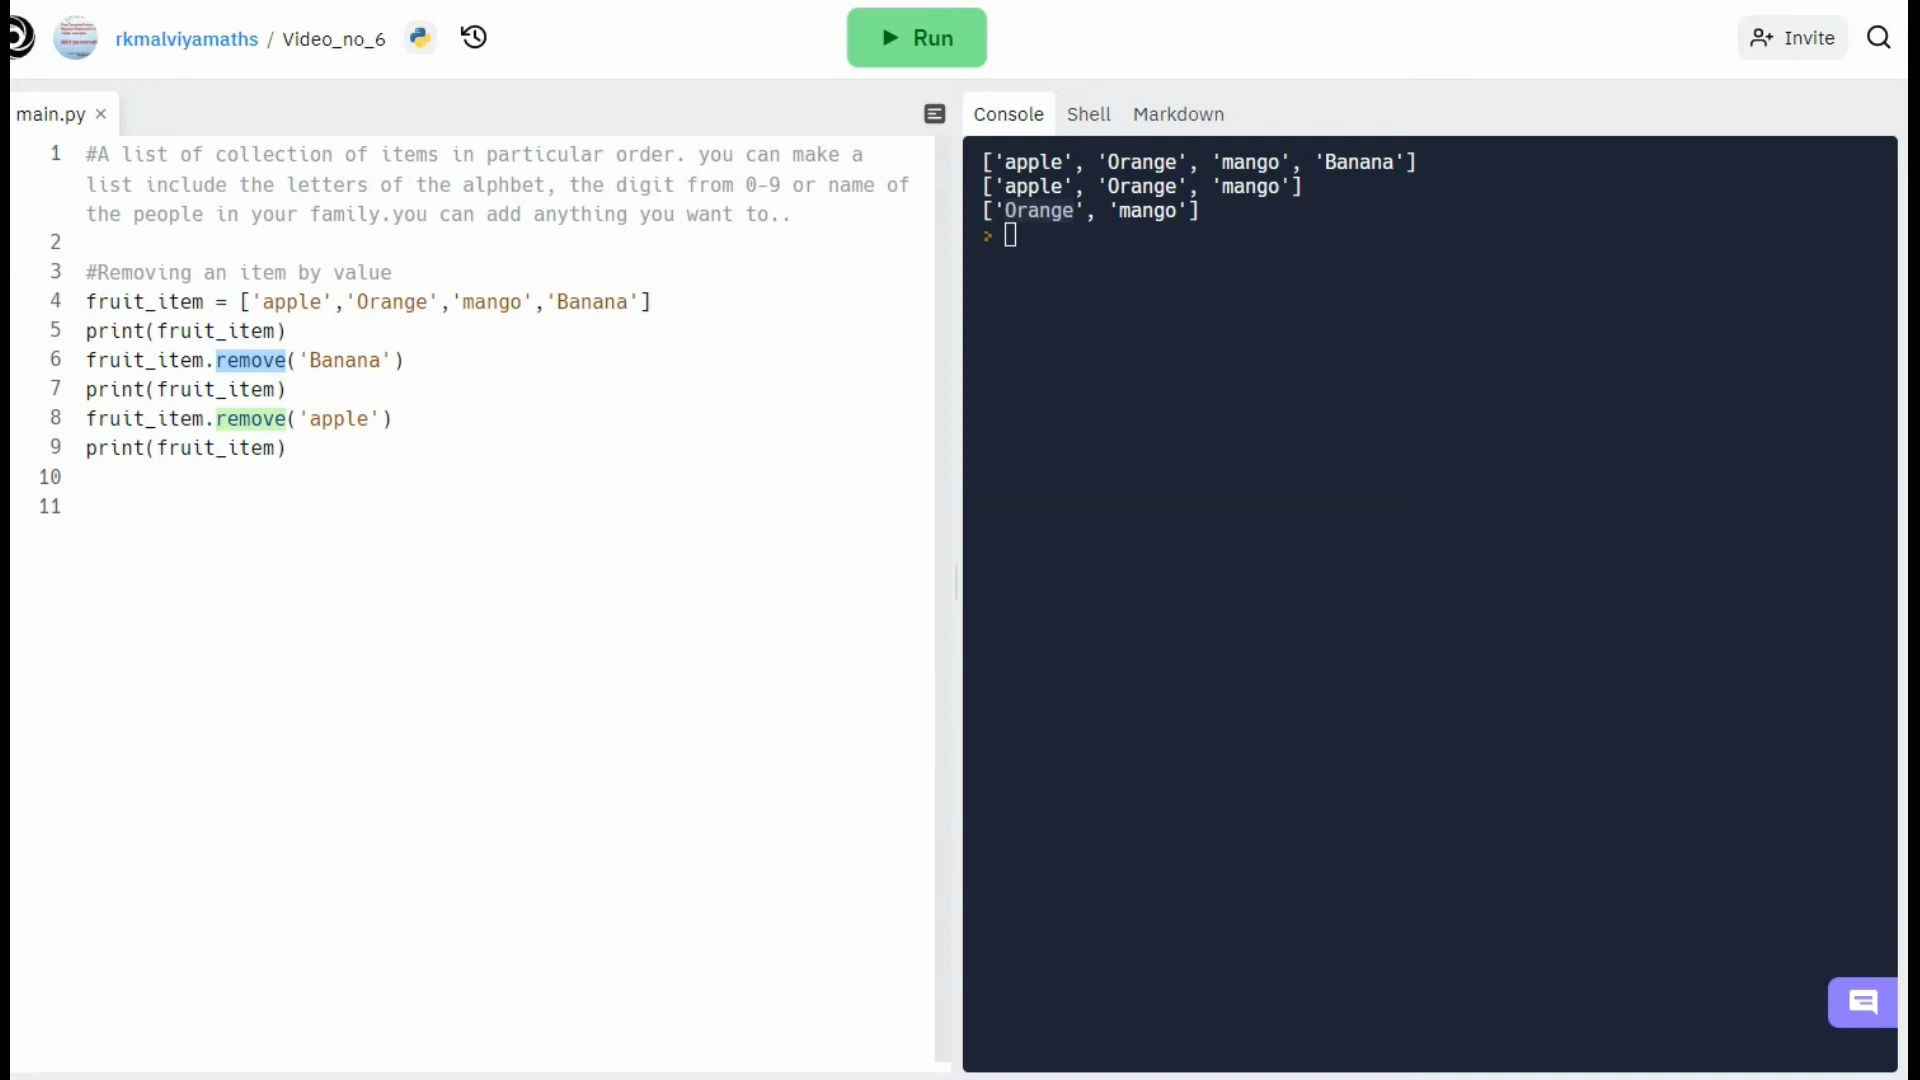 rkmalviyamaths / Video_no_6
Run
Invite
main.py ×
Console Shell Markdown
1 #A list of collection of items in particular order. you can make a
list include the letters of the alphbet, the digit from 0-9 or name of
the people in your family.you can add anything you want to..
2
3 #Removing an item by value
4 fruit_item = ['apple','Orange','mango','Banana']
5 print(fruit_item)
6 fruit_item.remove('Banana')
7 print(fruit_item)
8 fruit_item.remove('apple')
9 print(fruit_item)
10
11
['apple', 'Orange', 'mango', 'Banana']
['apple', 'Orange', 'mango']
['Orange', 'mango']
>